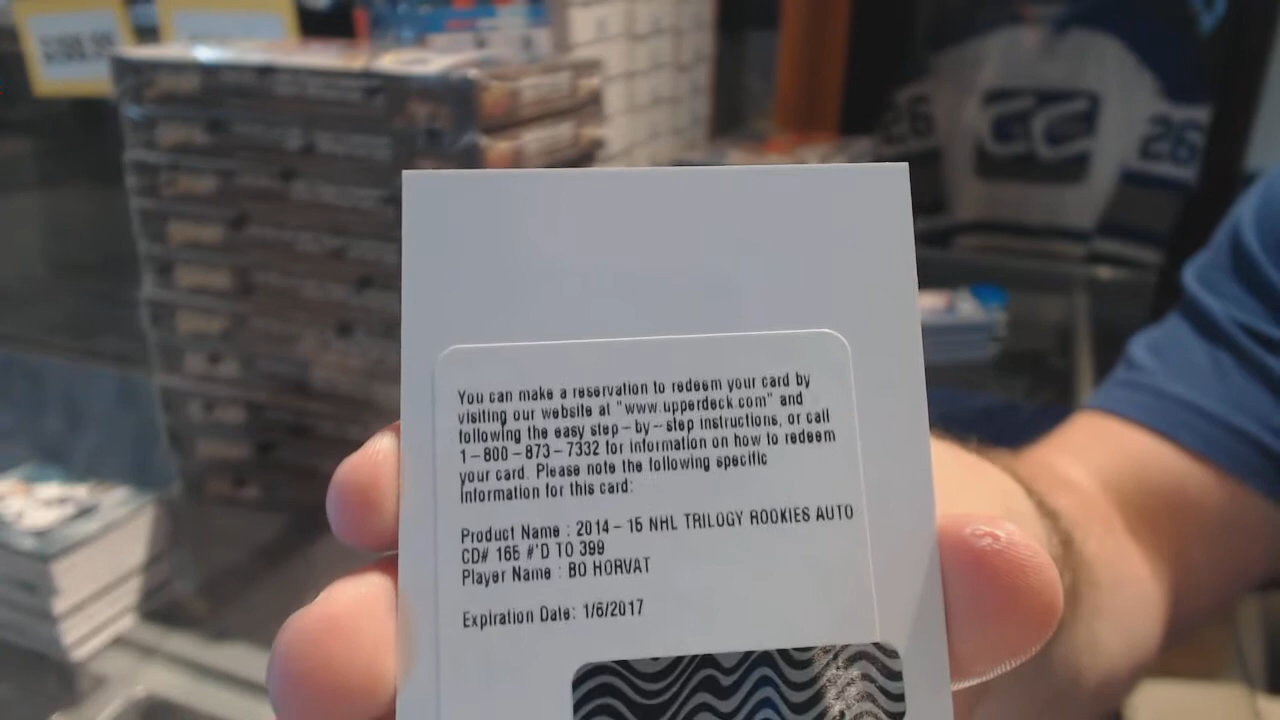 26
26
You can make a reservation to redeem your card by
visiting our website at "www.upperdeck.com" and
following the easy step-by-step instructions, or call
1-800-873-7332 for information on how to redeem
your card. Please note the following specific
information for this card:
Product Name : 2014-15 NHL TRILOGY ROOKIES AUTO
CD# 165 #'D TO 399
Player Name : BO HORVAT
Expiration Date: 1/6/2017